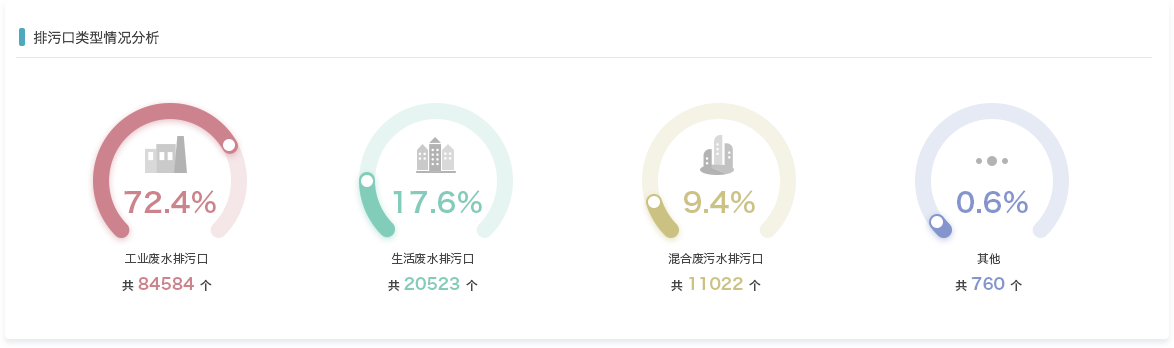 排污口类型情况分析
72.4%
工业废水排污口
共 84584 个
17.6%
生活废水排污口
共 20523 个
9.4%
混合废污水排污口
共 11022 个
0.6%
其他
共 760 个